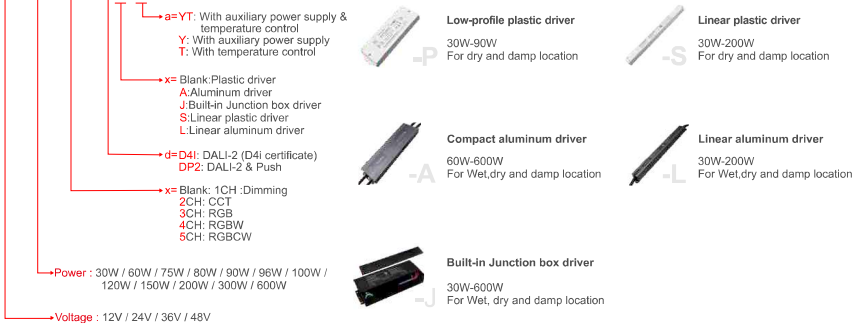 a=YT: With auxiliary power supply &
temperature control
Y: With auxiliary power supply
T: With temperature control
x= Blank:Plastic driver
A:Aluminum driver
J:Built-in Junction box driver
S:Linear plastic driver
L:Linear aluminum driver
d=D4I: DALI-2 (D4i certificate)
DP2: DALI-2 & Push
x= Blank: 1CH :Dimming
2CH: CCT
3CH: RGB
4CH: RGBW
5CH: RGBCW
Power : 30W / 60W / 75W / 80W / 90W / 96W / 100W /
120W / 150W / 200W / 300W / 600W
Voltage : 12V / 24V / 36V / 48V
-P
Low-profile plastic driver
30W-90W
For dry and damp location
-S
Linear plastic driver
30W-200W
For dry and damp location
-A
Compact aluminum driver
60W-600W
For Wet,dry and damp location
-L
Linear aluminum driver
30W-200W
For Wet,dry and damp location
-J
Built-in Junction box driver
30W-600W
For Wet, dry and damp location